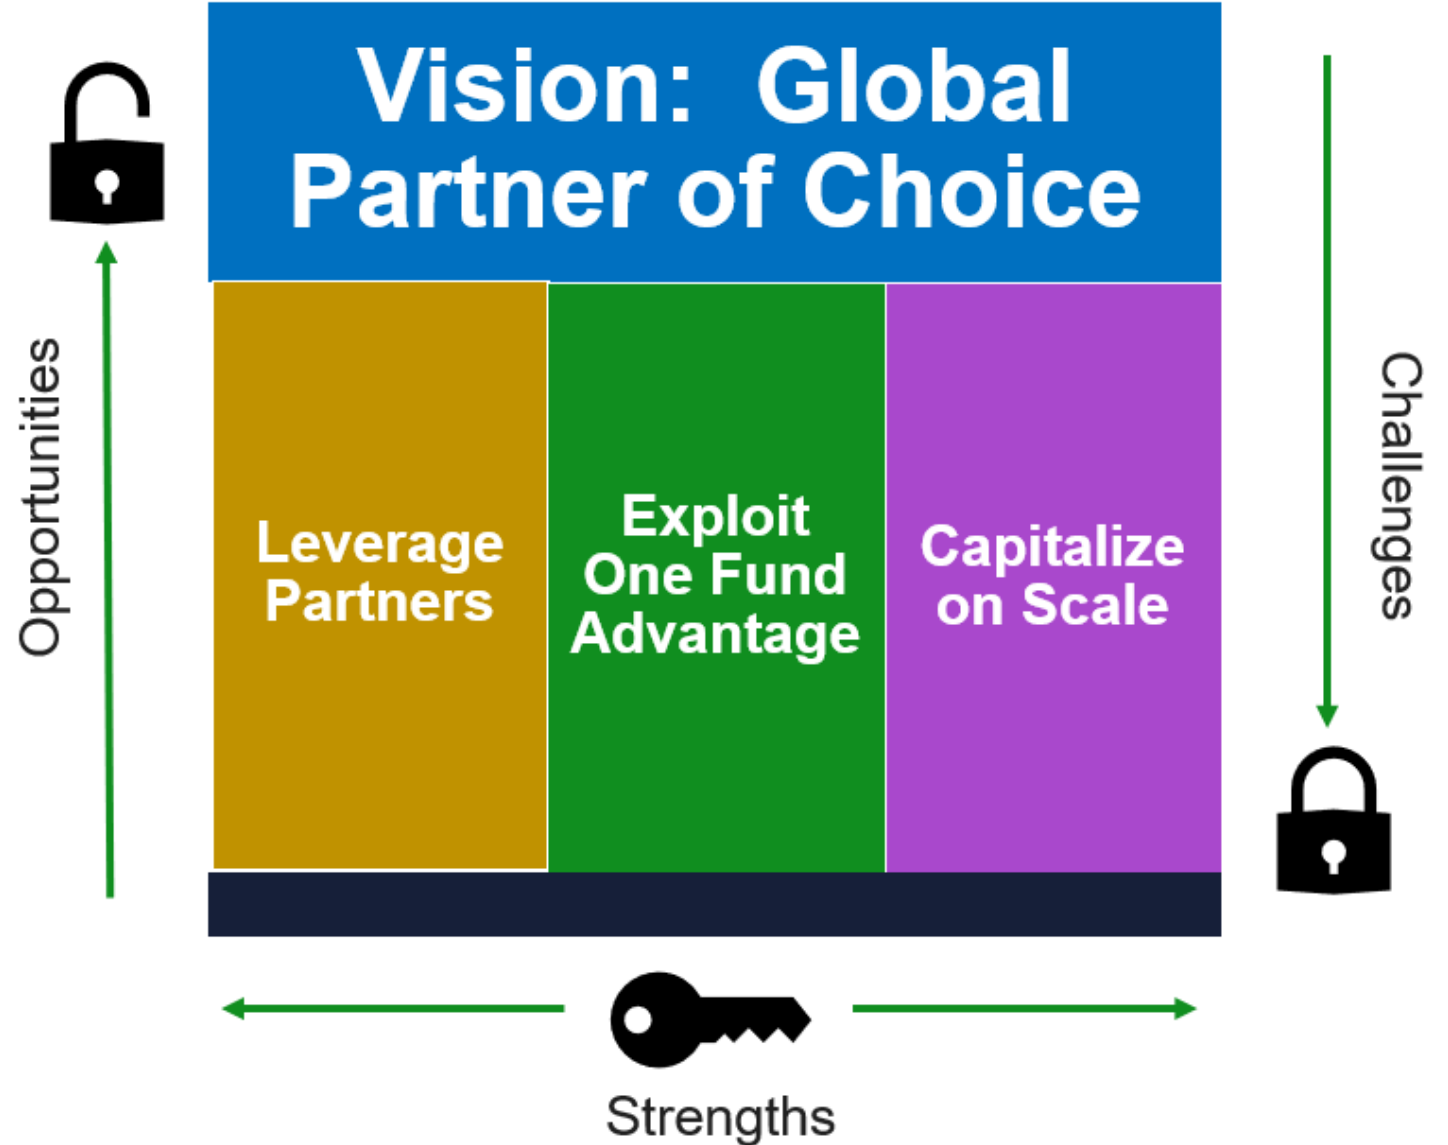 Vision:  Global
Partner of Choice
Opportunities
Leverage
Partners
Exploit
One Fund
Advantage
Capitalize
on Scale
Challenges
Strengths